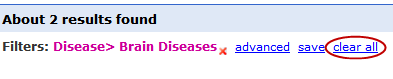 About 2 results found
Filters: Disease> Brain Diseases advanced save clear all